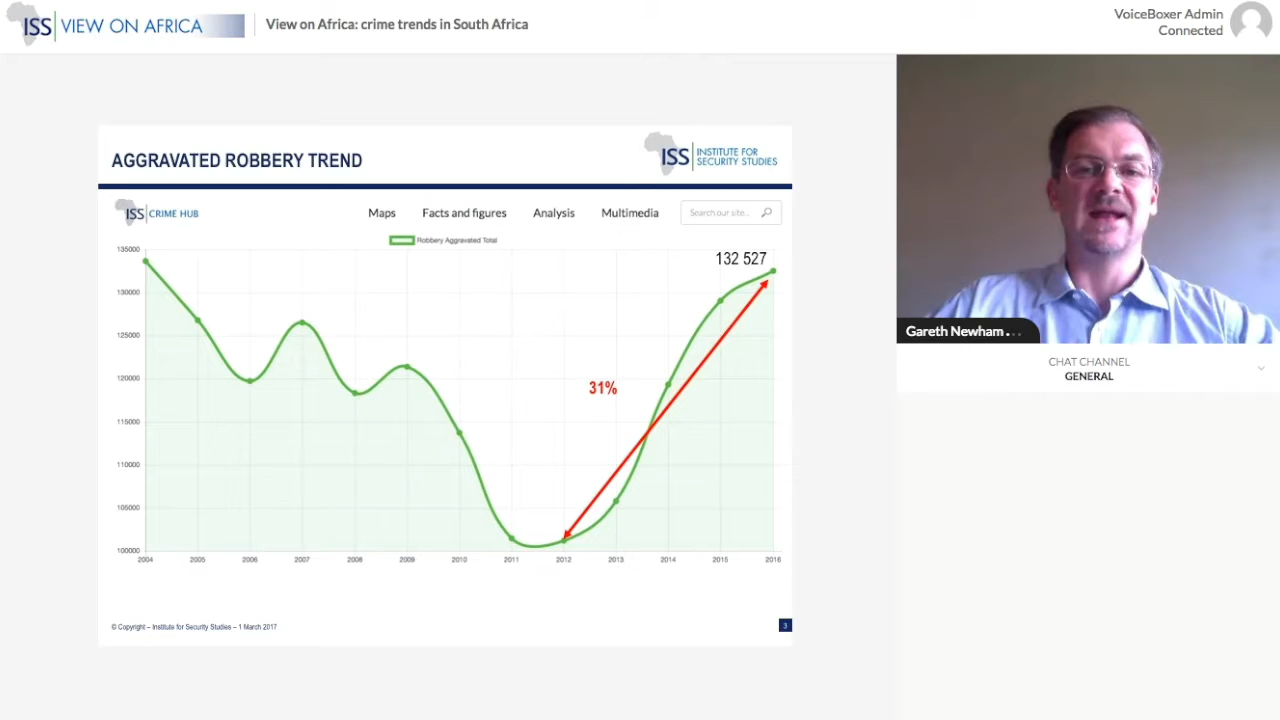 ISS VIEW ON AFRICA
View on Africa: crime trends in South Africa
VoiceBoxer Admin
Connected
AGGRAVATED ROBBERY TREND
ISS INSTITUTE FOR
SECURITY STUDIES
ISS CRIME HUB
Maps
Facts and figures
Analysis
Multimedia
Search our site..
Robbery Aggravated Total
135000
130000
125000
120000
115000
110000
105000
100000
132 527
31%
2004 2005 2006 2007 2008 2009 2010 2011 2012 2013 2014 2015 2016
© Copyright – Institute for Security Studies – 1 March 2017
3
Gareth Newham ...
CHAT CHANNEL
GENERAL